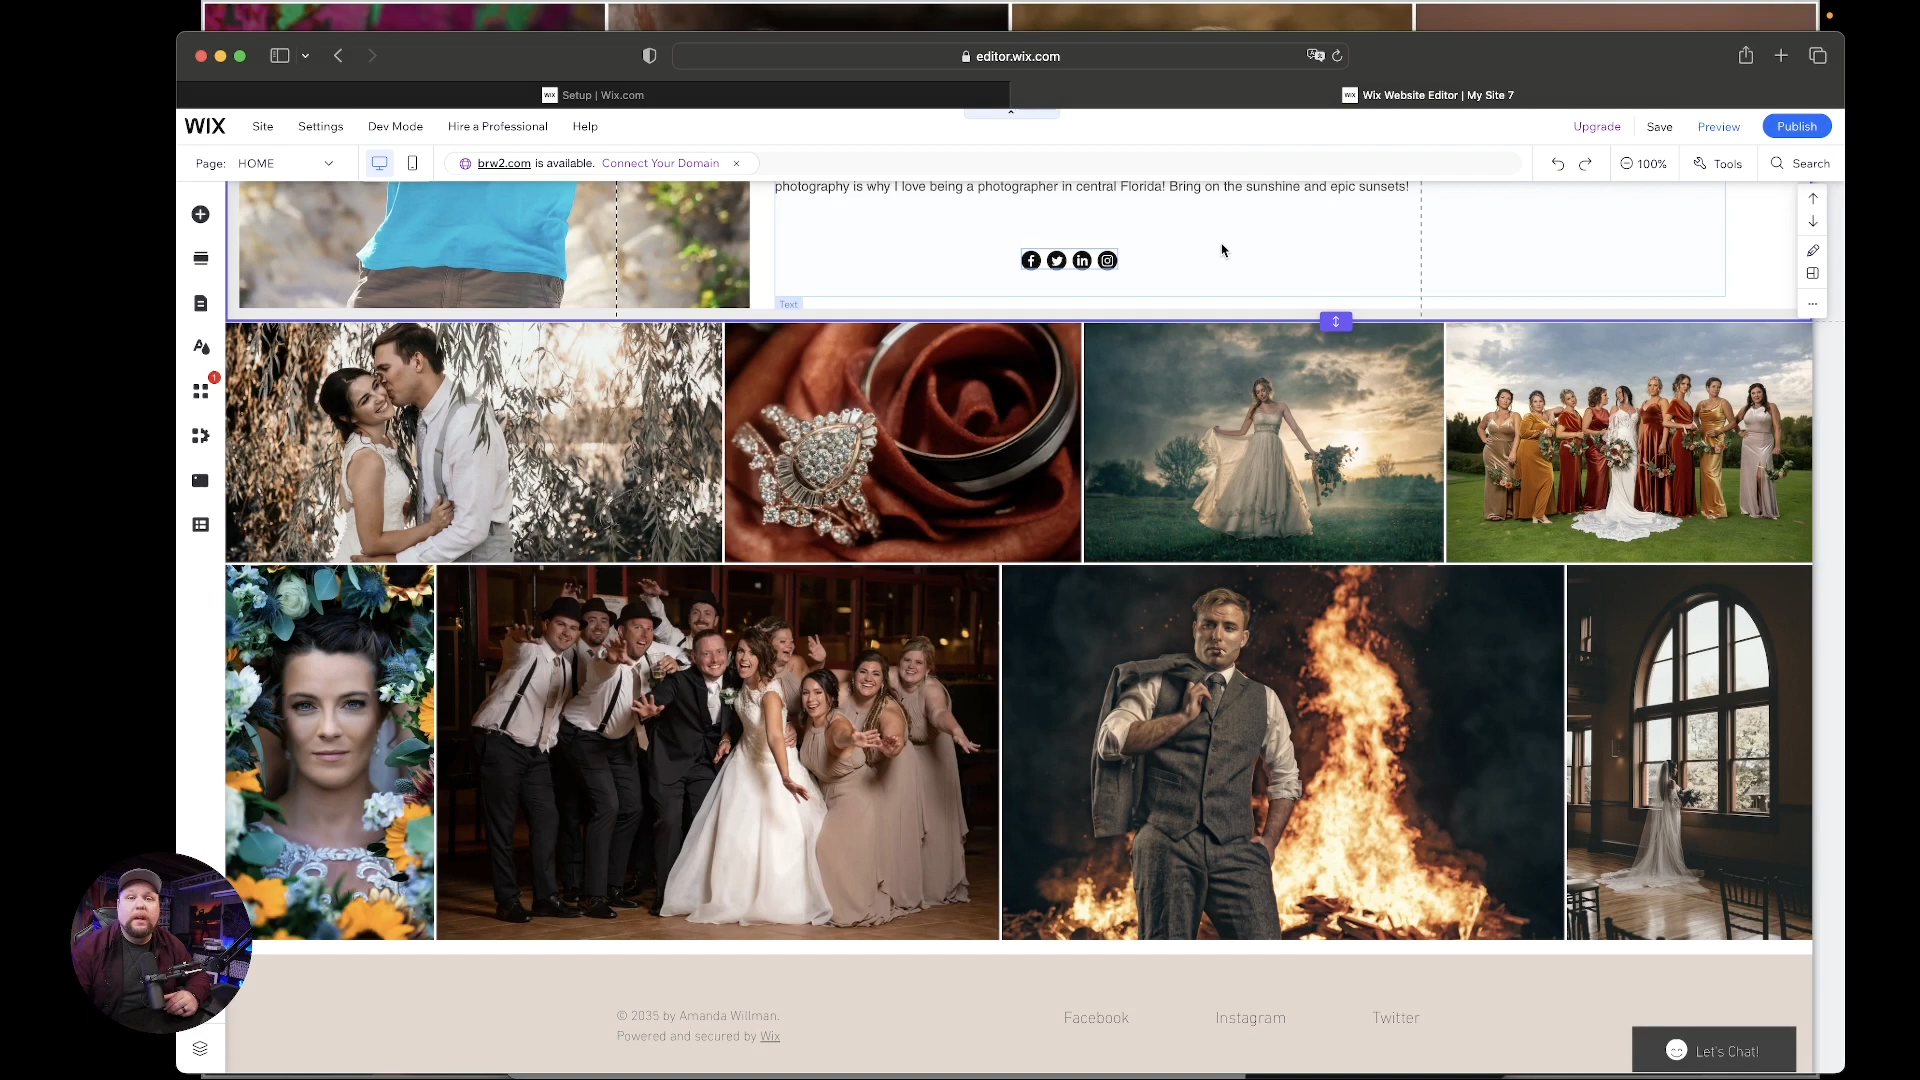 editor.wix.com
WIX Setup | Wix.com
WIX Wix Website Editor | My Site 7
WIX Site Settings Dev Mode Hire a Professional Help Upgrade Save Preview Publish
Page: HOME brw2.com is available. Connect Your Domain 100% Tools Search
photography is why I love being a photographer in central Florida! Bring on the sunshine and epic sunsets!
Text
1
© 2035 by Amanda Willman.
Powered and secured by Wix
Facebook Instagram Twitter
Let's Chat!